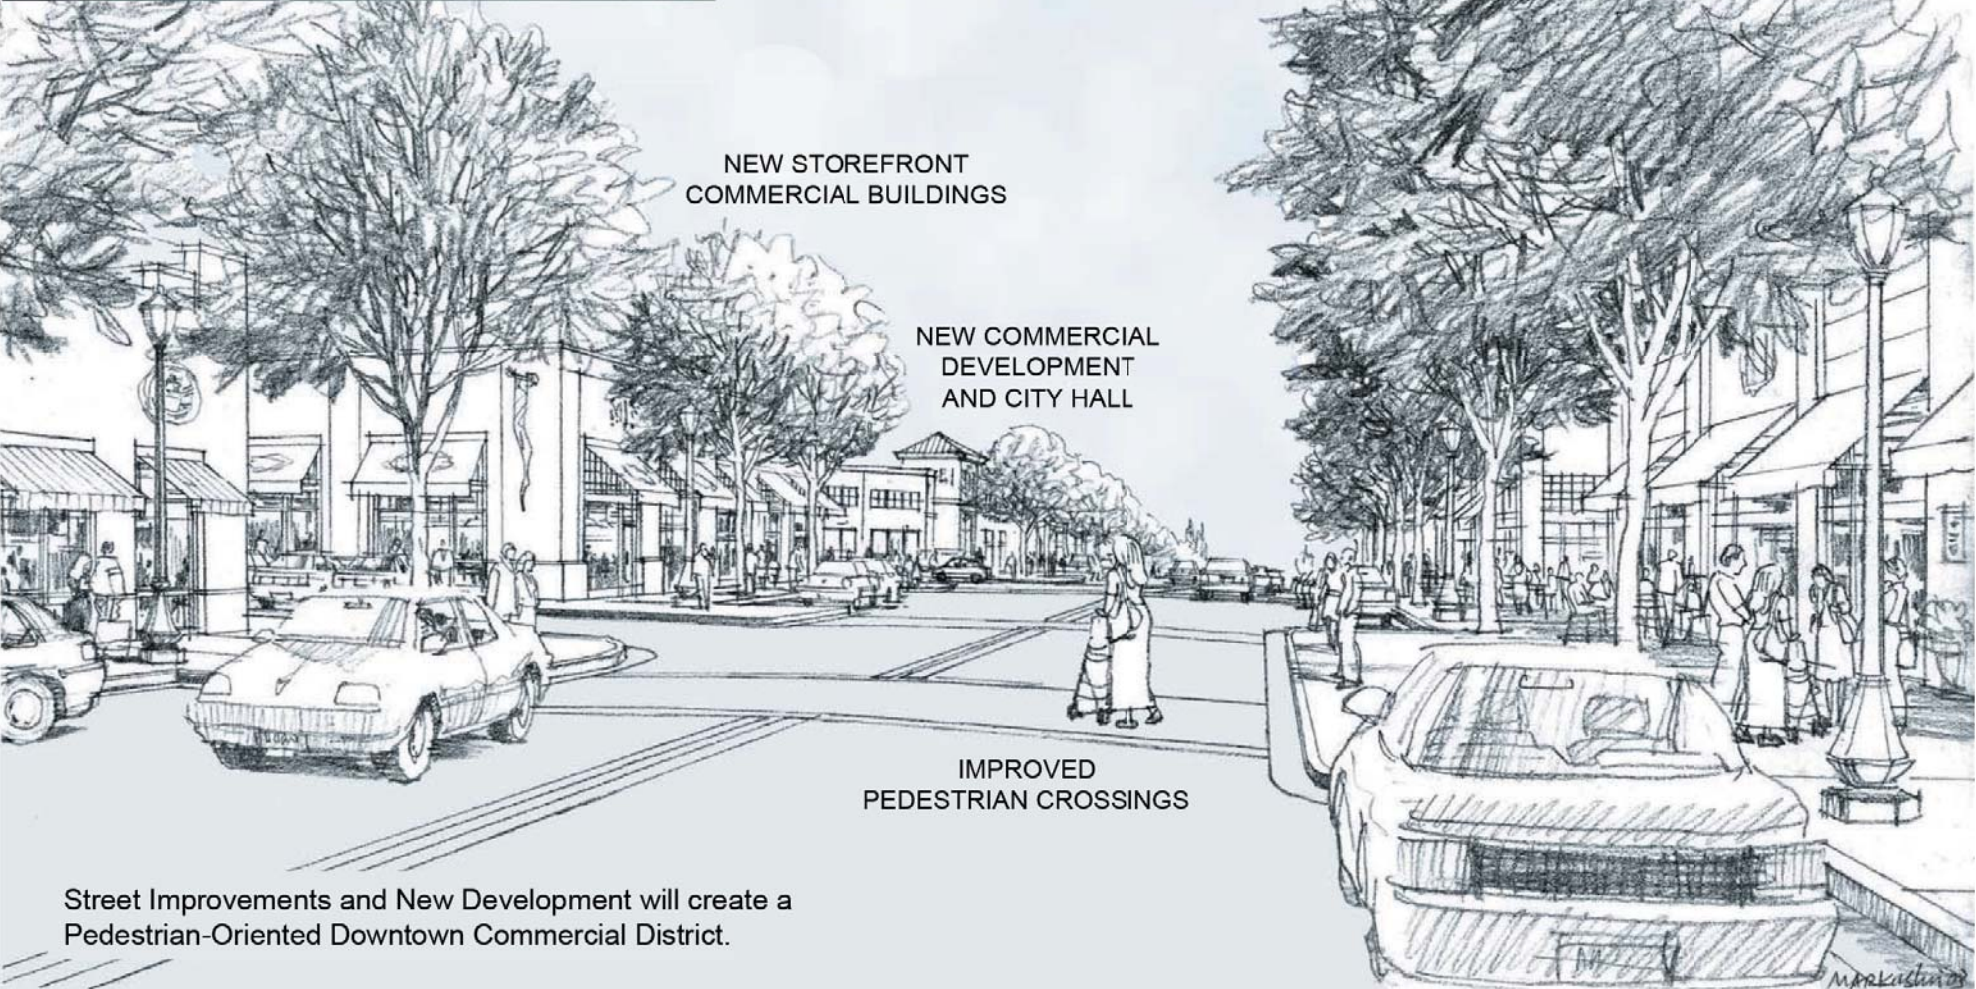 NEW STOREFRONT
COMMERCIAL BUILDINGS
NEW COMMERCIAL
DEVELOPMENT
AND CITY HALL
IMPROVED
PEDESTRIAN CROSSINGS
Street Improvements and New Development will create a
Pedestrian-Oriented Downtown Commercial District.